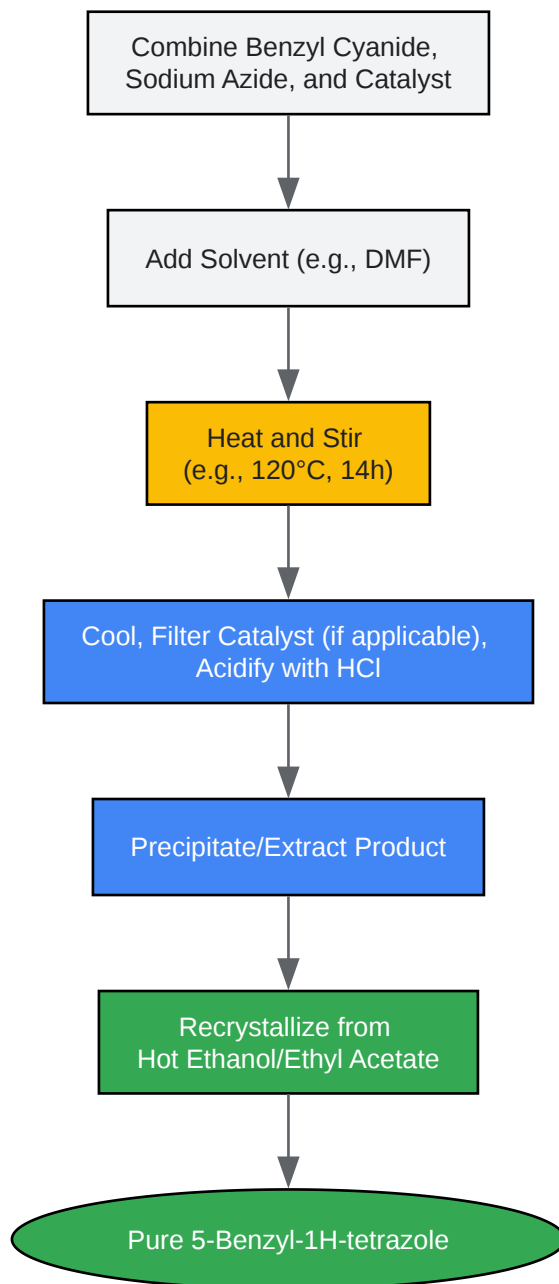 Combine Benzyl Cyanide,
Sodium Azide, and Catalyst
Add Solvent (e.g., DMF)
Heat and Stir
(e.g., 120°C, 14h)
Cool, Filter Catalyst (if applicable),
Acidify with HCl
Precipitate/Extract Product
Recrystallize from
Hot Ethanol/Ethyl Acetate
Pure 5-Benzyl-1H-tetrazole